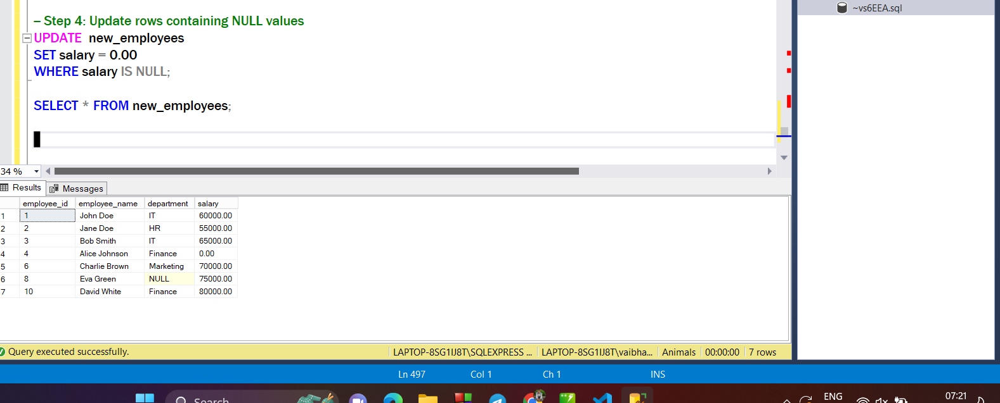 ~vs6EEA.sql
– Step 4: Update rows containing NULL values
UPDATE new_employees
SET salary = 0.00
WHERE salary IS NULL;
SELECT * FROM new_employees;
34 %
Results Messages
employee_id employee_name department salary
1 1 John Doe IT 60000.00
2 2 Jane Doe HR 55000.00
3 3 Bob Smith IT 65000.00
4 4 Alice Johnson Finance 0.00
5 6 Charlie Brown Marketing 70000.00
6 8 Eva Green NULL 75000.00
7 10 David White Finance 80000.00
Query executed successfully. LAPTOP-8SG1IJ8T\SQLEXPRESS ... LAPTOP-8SG1IJ8T\vaibha... Animals 00:00:00 7 rows
Ln 497 Col 1 Ch 1 INS
Search ENG 07:21